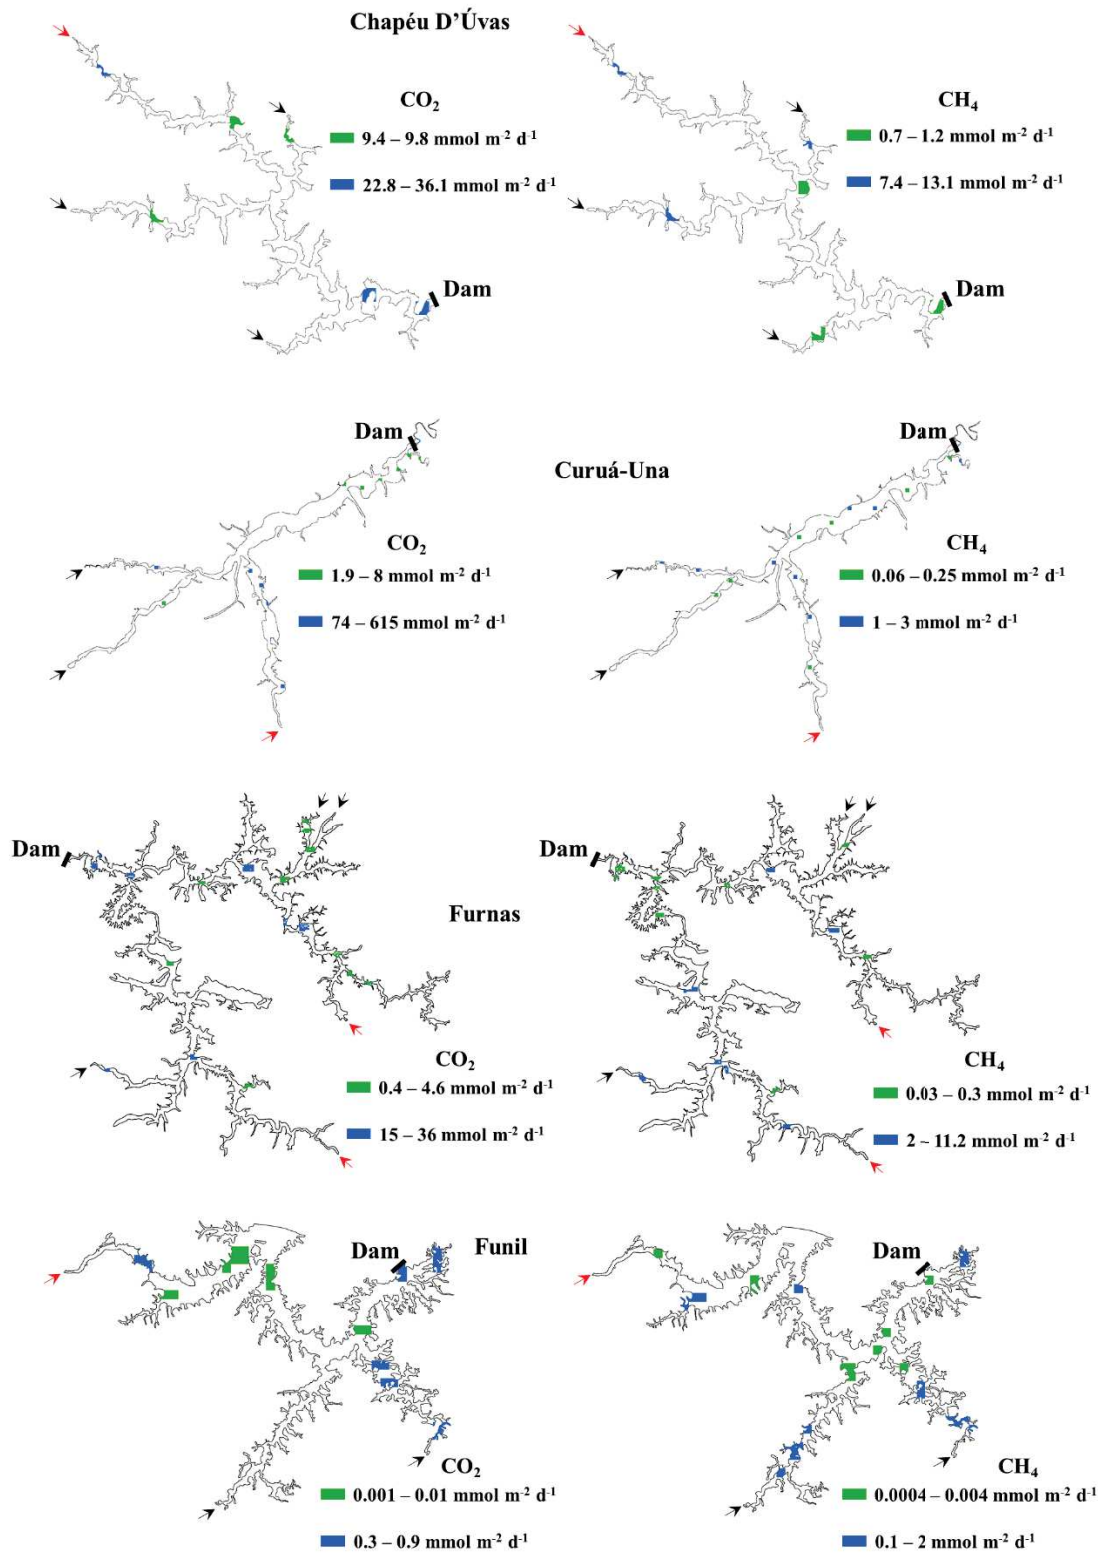 Chapéu D’Úvas
CO₂
9.4 – 9.8 mmol m⁻² d⁻¹
22.8 – 36.1 mmol m⁻² d⁻¹
Dam
CH₄
0.7 – 1.2 mmol m⁻² d⁻¹
7.4 – 13.1 mmol m⁻² d⁻¹
Dam
Curuá-Una
Dam
CO₂
1.9 – 8 mmol m⁻² d⁻¹
74 – 615 mmol m⁻² d⁻¹
Dam
CH₄
0.06 – 0.25 mmol m⁻² d⁻¹
1 – 3 mmol m⁻² d⁻¹
Furnas
Dam
CO₂
0.4 – 4.6 mmol m⁻² d⁻¹
15 – 36 mmol m⁻² d⁻¹
Dam
CH₄
0.03 – 0.3 mmol m⁻² d⁻¹
2 – 11.2 mmol m⁻² d⁻¹
Funil
Dam
CO₂
0.001 – 0.01 mmol m⁻² d⁻¹
0.3 – 0.9 mmol m⁻² d⁻¹
Dam
CH₄
0.0004 – 0.004 mmol m⁻² d⁻¹
0.1 – 2 mmol m⁻² d⁻¹